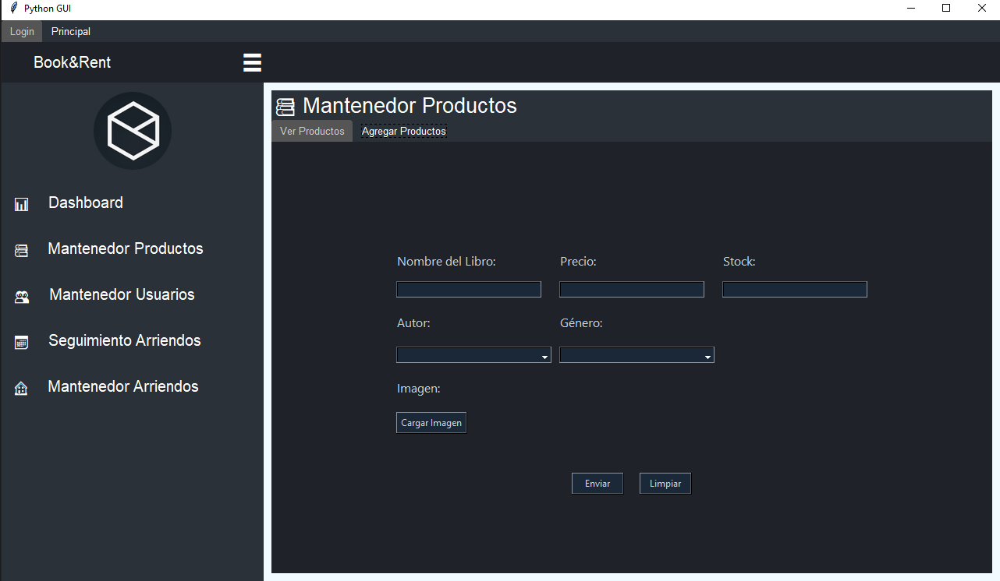 Python GUI
Login Principal
Book&Rent
Dashboard
Mantenedor Productos
Mantenedor Usuarios
Seguimiento Arriendos
Mantenedor Arriendos
Mantenedor Productos
Ver Productos Agregar Productos
Nombre del Libro: Precio: Stock:
Autor: Género:
Imagen:
Cargar Imagen
Enviar Limpiar